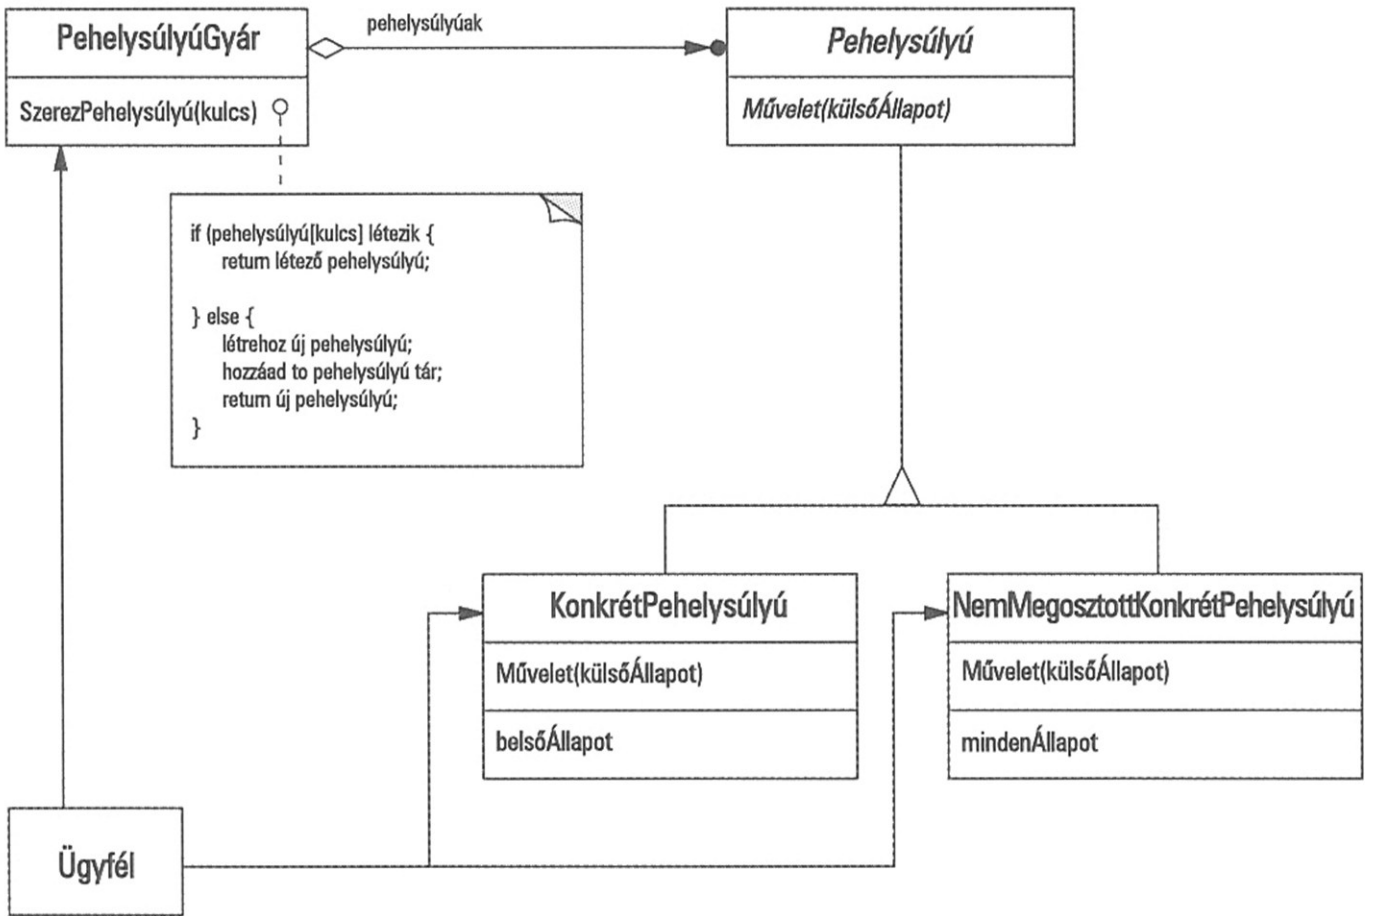 PehelysúlyúGyár
SzerezPehelysúlyú(kulcs)
pehelysúlyúak
Pehelysúlyú
Művelet(külsőÁllapot)
if (pehelysúlyú[kulcs] létezik {
return létező pehelysúlyú;
} else {
létrehoz új pehelysúlyú;
hozzáad to pehelysúlyú tár;
return új pehelysúlyú;
}
KonkrétPehelysúlyú
Művelet(külsőÁllapot)
belsőÁllapot
NemMegosztottKonkrétPehelysúlyú
Művelet(külsőÁllapot)
mindenÁllapot
Ügyfél